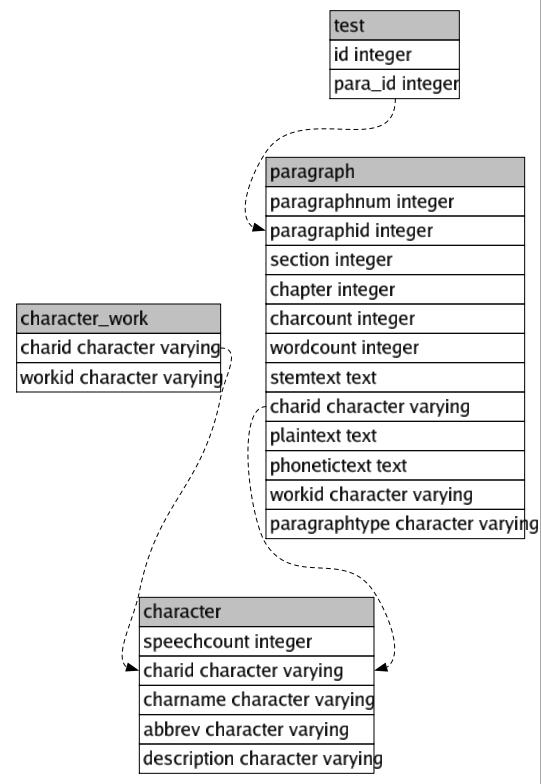 test
id integer
para_id integer
paragraph
paragraphnum integer
paragraphid integer
section integer
chapter integer
charcount integer
wordcount integer
stemtext text
charid character varying
plaintext text
phonetictext text
workid character varying
paragraphtype character varying
character_work
charid character varying
workid character varying
character
speechcount integer
charid character varying
charname character varying
abbrev character varying
description character varying